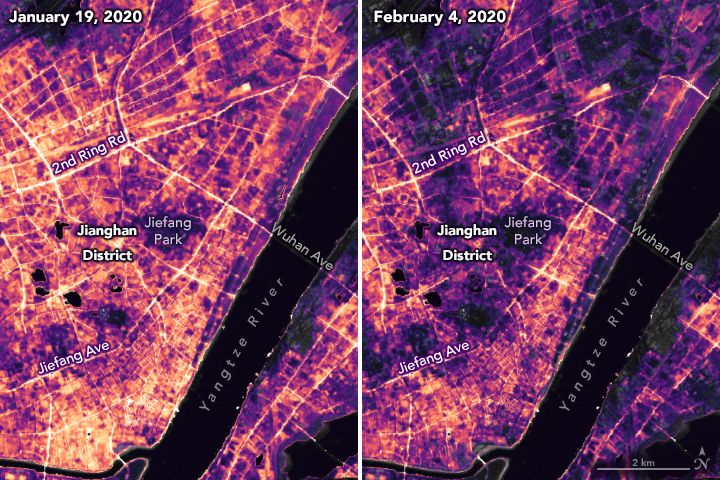 January 19, 2020
2nd Ring Rd
Jianghan
District
Jiefang
Park
Wuhan Ave
Jiefang Ave
Yangtze River
February 4, 2020
2nd Ring Rd
Jianghan
District
Jiefang
Park
Wuhan Ave
Jiefang Ave
Yangtze River
2 km
N